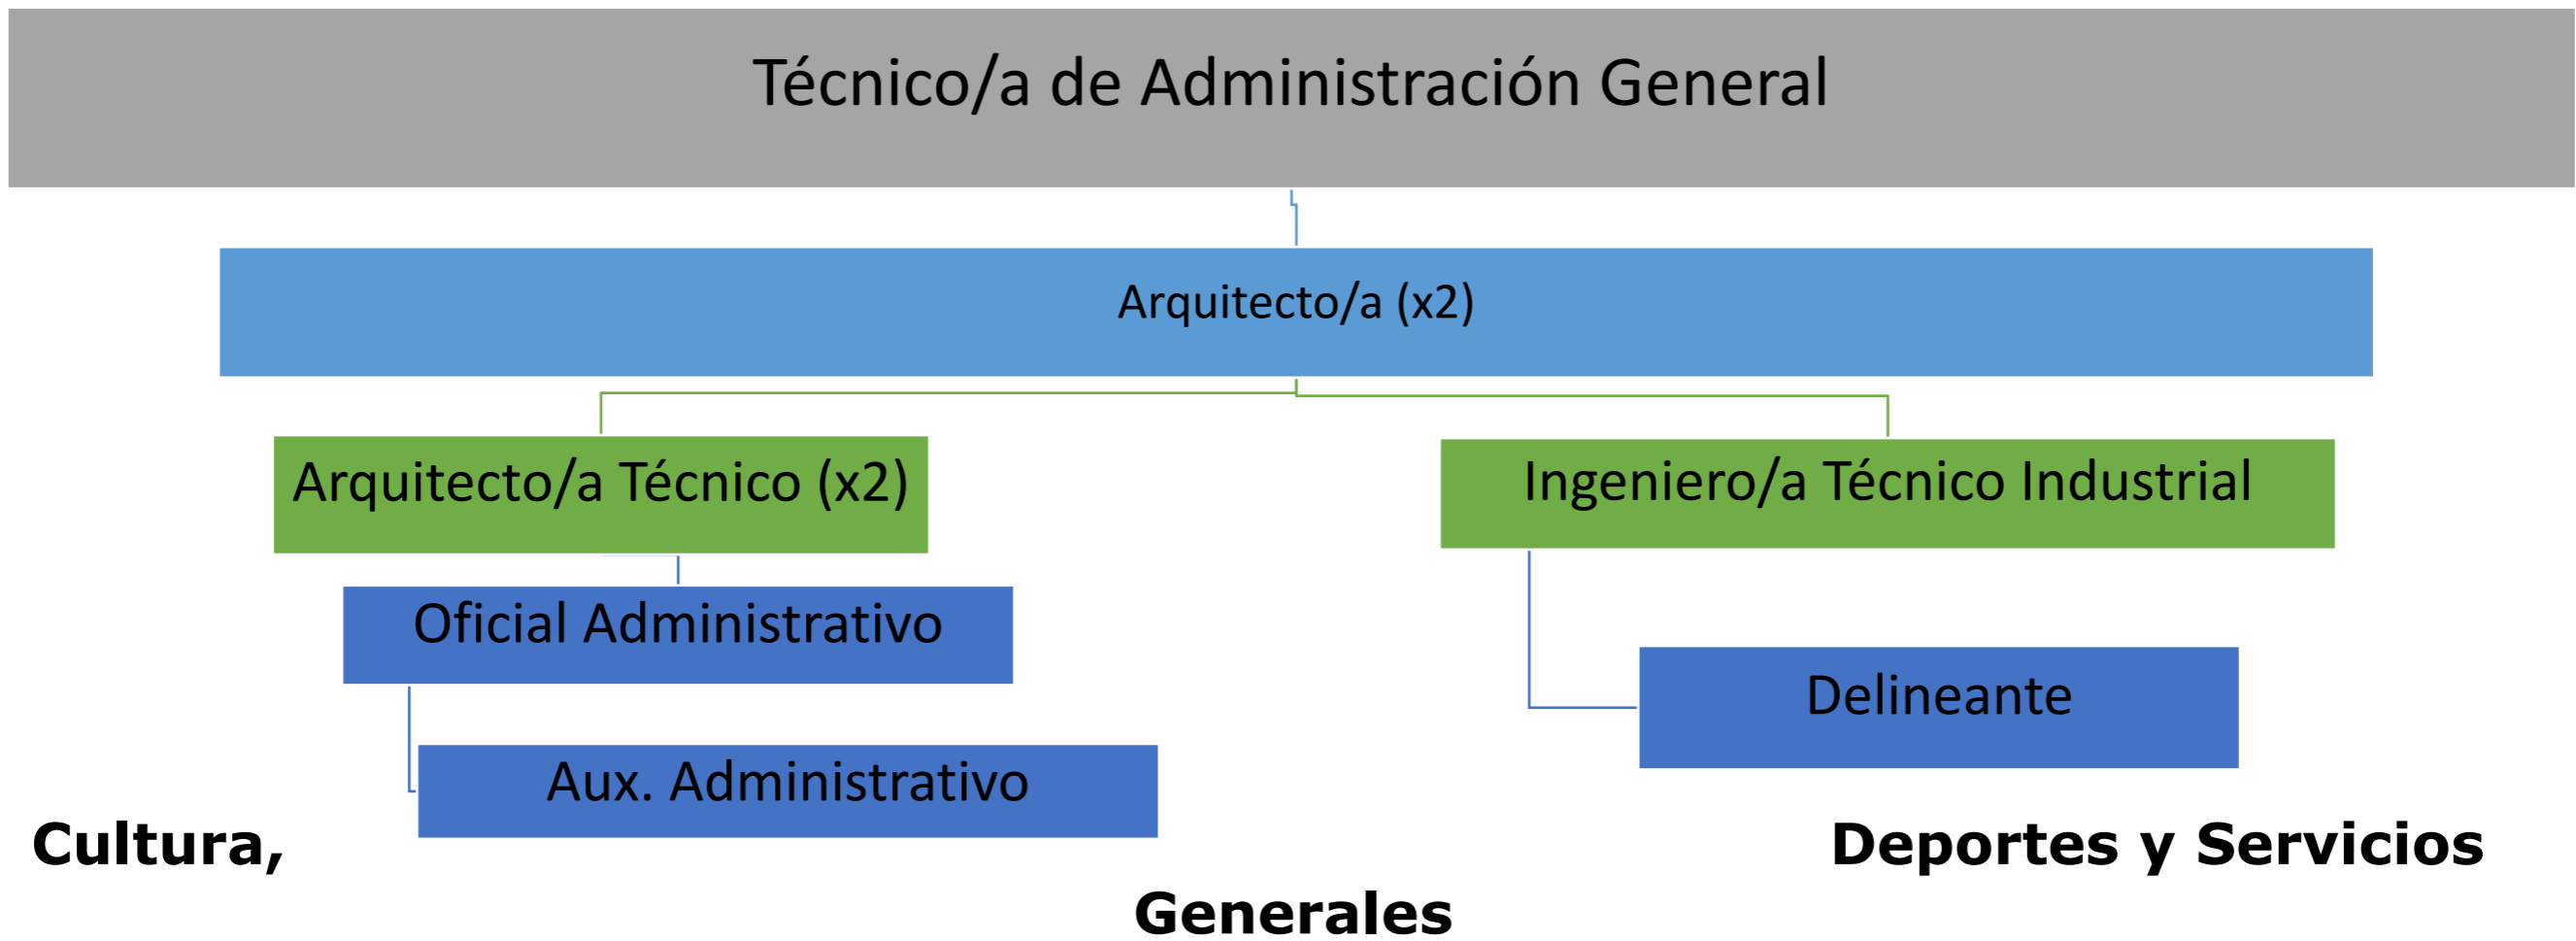 Técnico/a de Administración General
Arquitecto/a (x2)
Arquitecto/a Técnico (x2)
Ingeniero/a Técnico Industrial
Oficial Administrativo
Delineante
Aux. Administrativo
Cultura, Deportes y Servicios
Generales